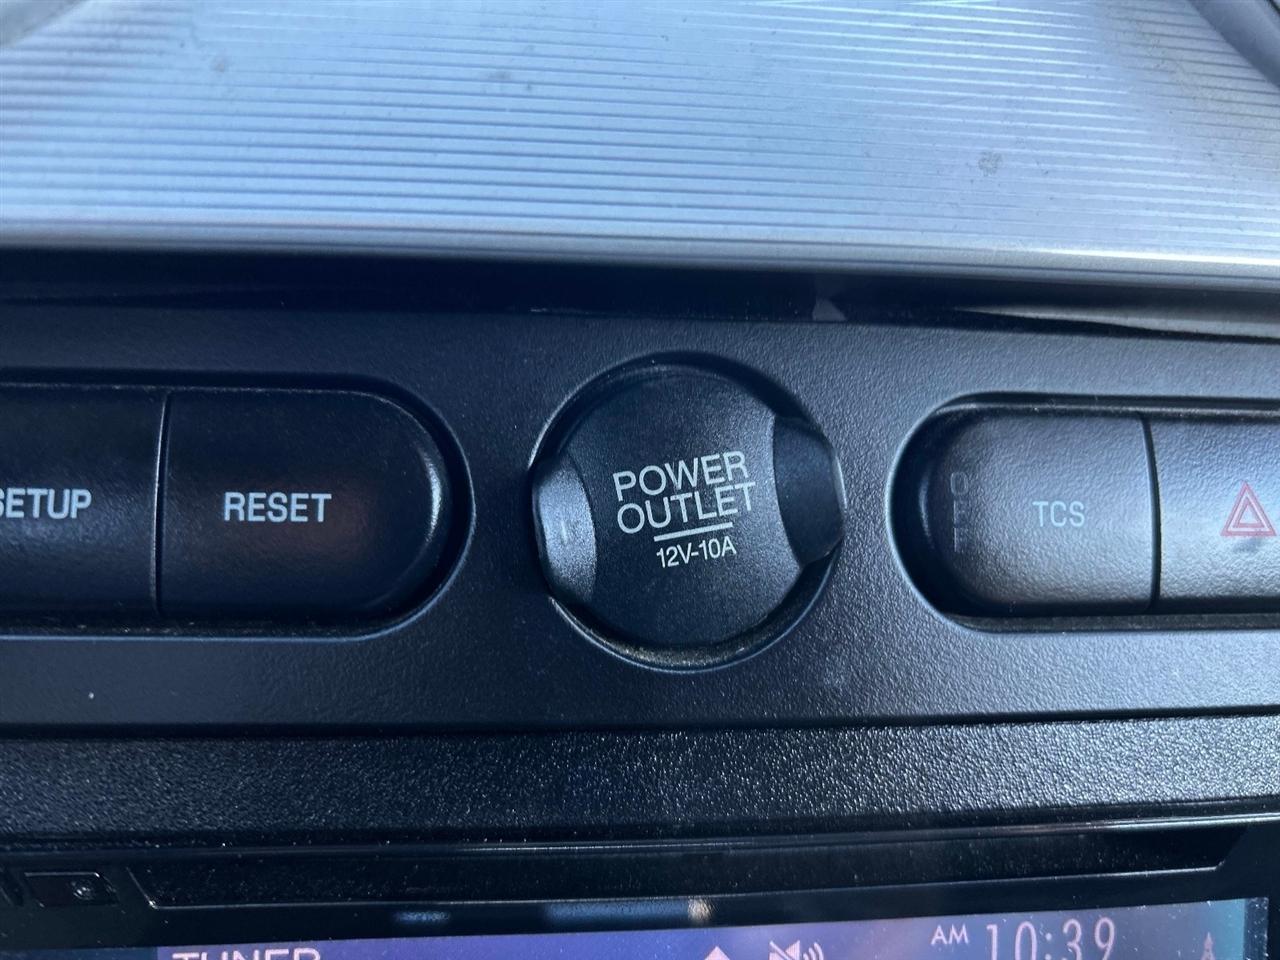 SETUP
RESET
POWER
OUTLET
12V-10A
OFF
TCS
AM 10:39
TUNER